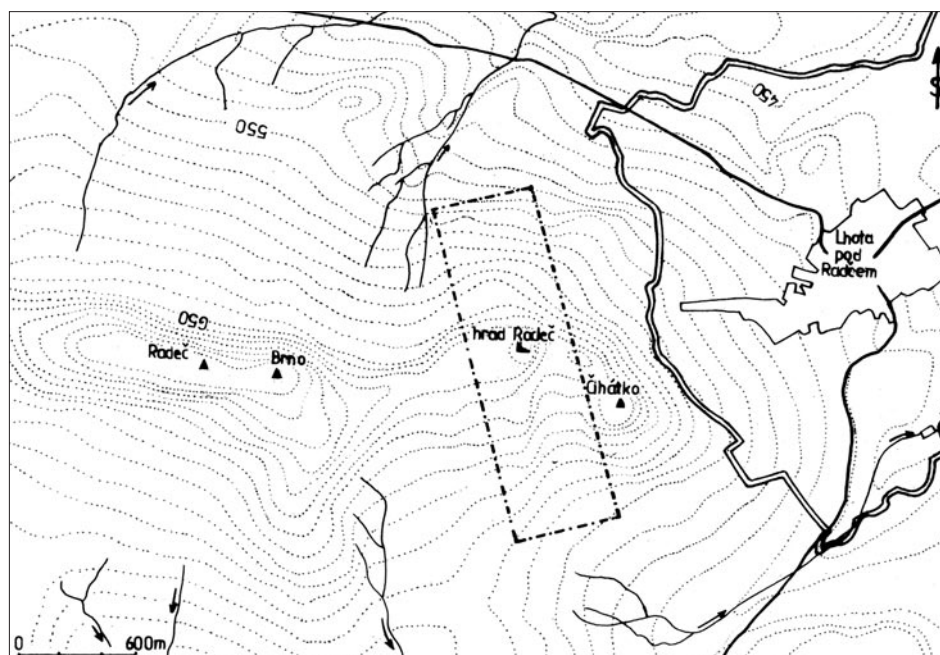 550
450
S
Lhota
pod
Radčem
650
Radeč
Brno
hrad Radeč
Čihátko
0 600m